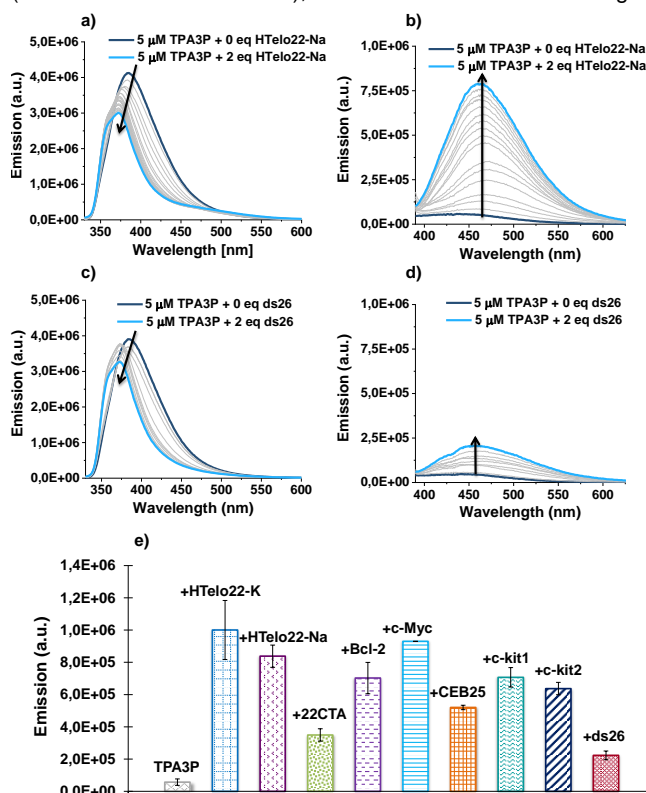 a)
5 μM TPA3P + 0 eq HTelo22-Na
5 μM TPA3P + 2 eq HTelo22-Na
5,0E+06
4,0E+06
3,0E+06
2,0E+06
1,0E+06
0,0E+00
Emission (a.u.)
350 400 450 500 550 600
Wavelength [nm]
b)
5 μM TPA3P + 0 eq HTelo22-Na
5 μM TPA3P + 2 eq HTelo22-Na
1,0E+06
7,5E+05
5,0E+05
2,5E+05
0,0E+00
Emission (a.u.)
400 450 500 550 600
Wavelength (nm)
c)
5 μM TPA3P + 0 eq ds26
5 μM TPA3P + 2 eq ds26
5,0E+06
4,0E+06
3,0E+06
2,0E+06
1,0E+06
0,0E+00
Emission (a.u.)
350 400 450 500 550 600
Wavelength (nm)
d)
5 μM TPA3P + 0 eq ds26
5 μM TPA3P + 2 eq ds26
1,0E+06
7,5E+05
5,0E+05
2,5E+05
0,0E+00
Emission (a.u.)
400 450 500 550 600
Wavelength (nm)
e)
1,4E+06
1,2E+06
1,0E+06
8,0E+05
6,0E+05
4,0E+05
2,0E+05
0,0E+00
Emission (a.u.)
TPA3P
+HTelo22-K
+HTelo22-Na
+22CTA
+Bcl-2
+c-Myc
+CEB25
+c-kit1
+c-kit2
+ds26